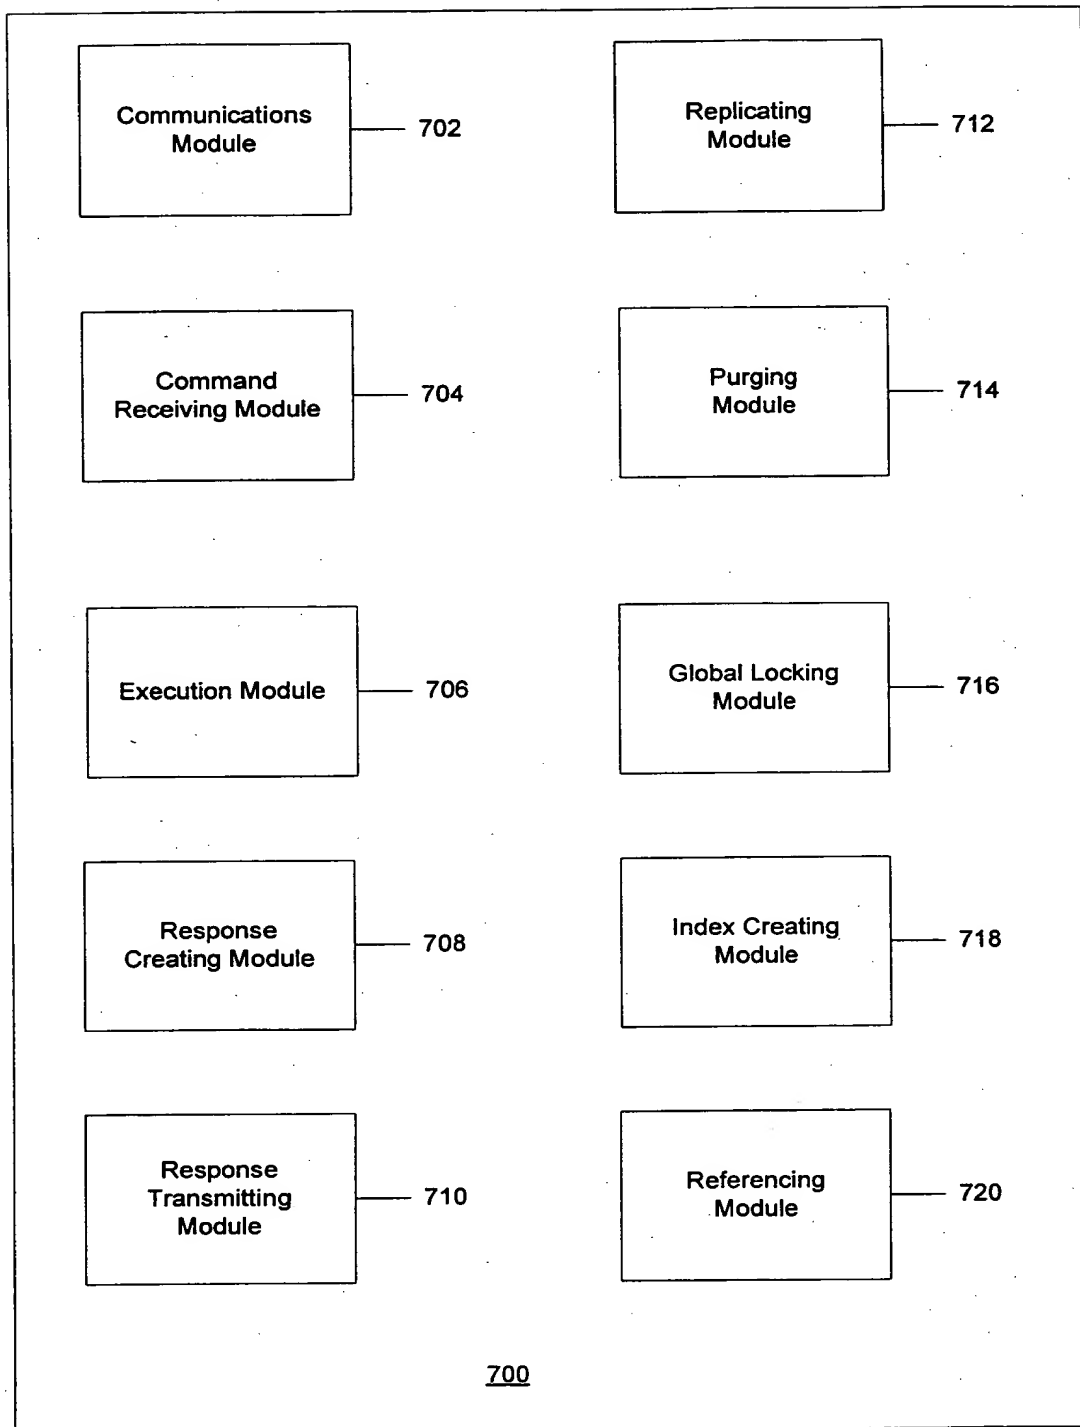 Communications
Module
702
Replicating
Module
712
Command
Receiving Module
704
Purging
Module
714
Execution Module
706
Global Locking
Module
716
Response
Creating Module
708
Index Creating
Module
718
Response
Transmitting
Module
710
Referencing
Module
720
700